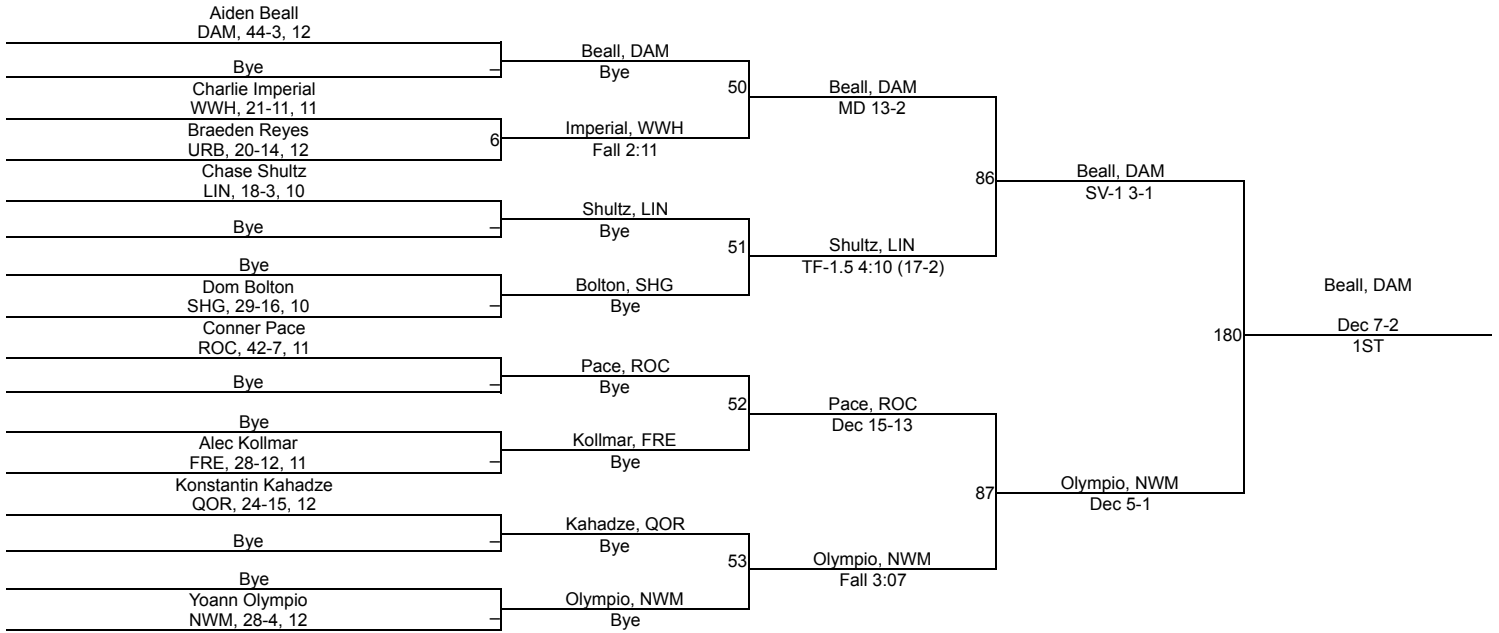 Aiden Beall
DAM, 44-3, 12
Bye
Charlie Imperial
WWH, 21-11, 11
Braeden Reyes
URB, 20-14, 12
Chase Shultz
LIN, 18-3, 10
Bye
Bye
Dom Bolton
SHG, 29-16, 10
Conner Pace
ROC, 42-7, 11
Bye
Bye
Alec Kollmar
FRE, 28-12, 11
Konstantin Kahadze
QOR, 24-15, 12
Bye
Bye
Yoann Olympio
NWM, 28-4, 12
–
6
–
–
–
–
–
–
Beall, DAM
Bye
Imperial, WWH
Fall 2:11
Shultz, LIN
Bye
Bolton, SHG
Bye
Pace, ROC
Bye
Kollmar, FRE
Bye
Kahadze, QOR
Bye
Olympio, NWM
Bye
50
51
52
53
Beall, DAM
MD 13-2
Shultz, LIN
TF-1.5 4:10 (17-2)
Pace, ROC
Dec 15-13
Olympio, NWM
Fall 3:07
86
87
Beall, DAM
SV-1 3-1
Olympio, NWM
Dec 5-1
180
Beall, DAM
Dec 7-2
1ST